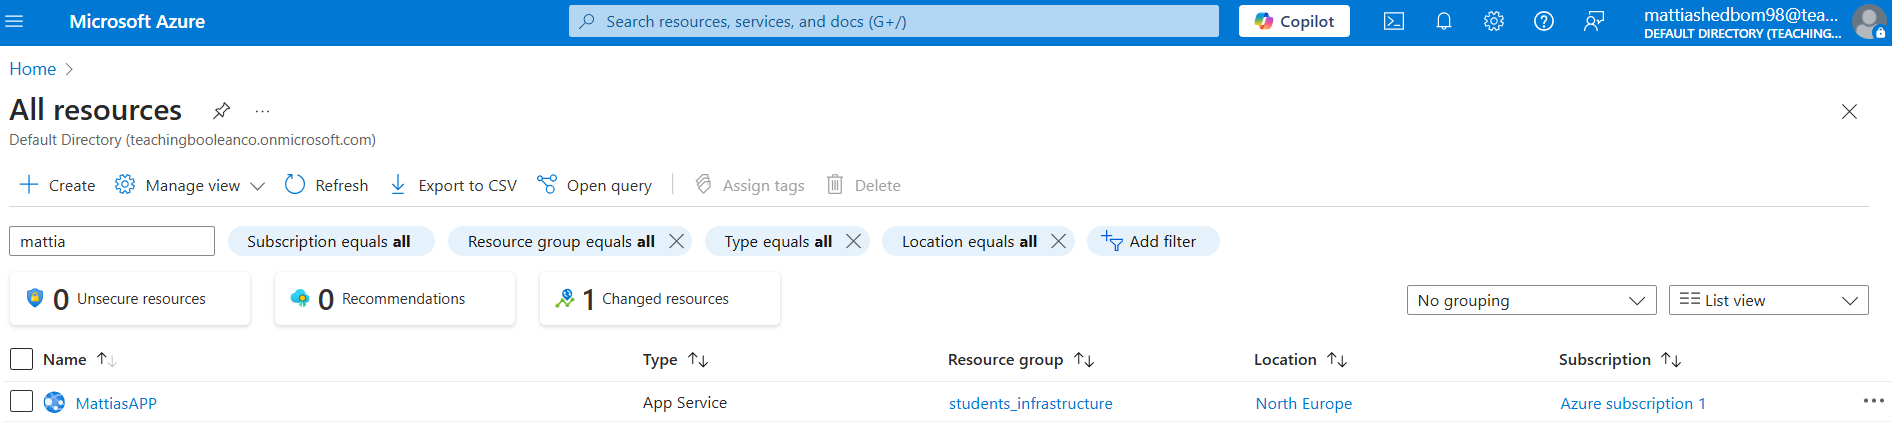 Microsoft Azure
Search resources, services, and docs (G+/)
Copilot
mattiashedbom98@tea...
DEFAULT DIRECTORY (TEACHING...
Home
All resources
...
Default Directory (teachingbooleanco.onmicrosoft.com)
Create
Manage view
Refresh
Export to CSV
Open query
Assign tags
Delete
mattia
Subscription equals all
Resource group equals all
Type equals all
Location equals all
Add filter
0 Unsecure resources
0 Recommendations
1 Changed resources
No grouping
List view
Name
Type
Resource group
Location
Subscription
MattiasAPP
App Service
students_infrastructure
North Europe
Azure subscription 1
...